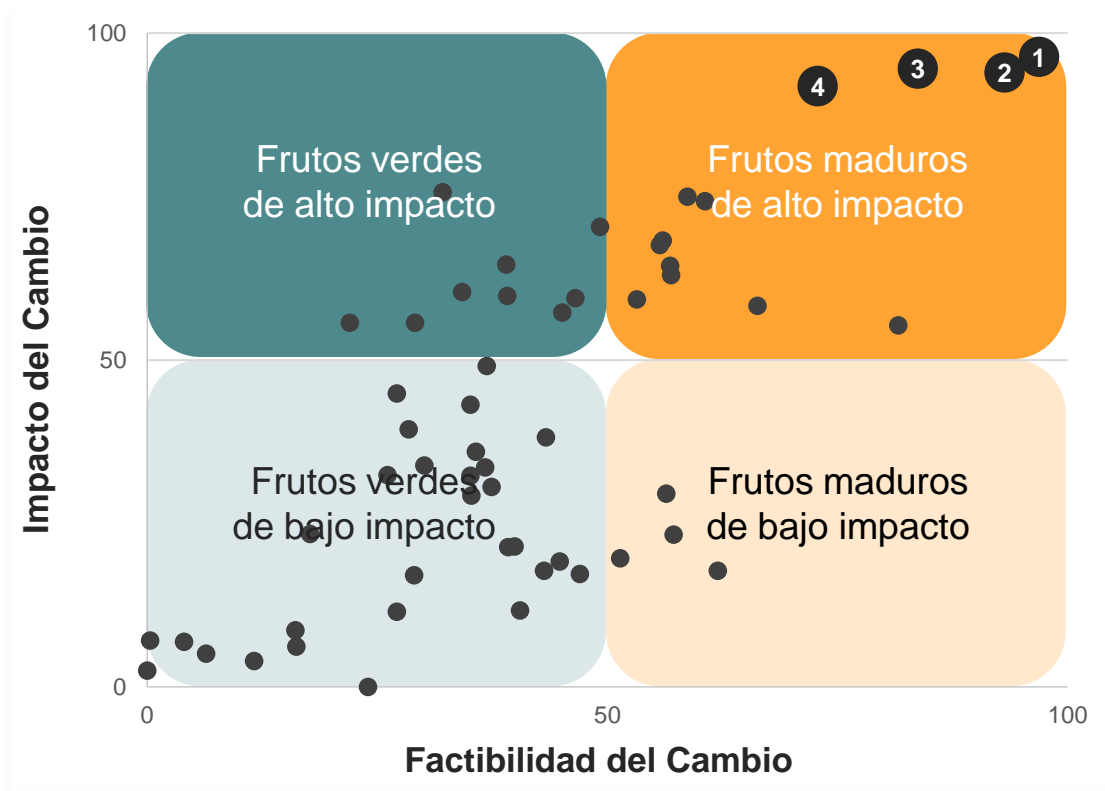 100
1
2
3
4
Frutos verdes
de alto impacto
Frutos maduros
de alto impacto
Impacto del Cambio
50
Frutos verdes
de bajo impacto
Frutos maduros
de bajo impacto
0
0
50
100
Factibilidad del Cambio